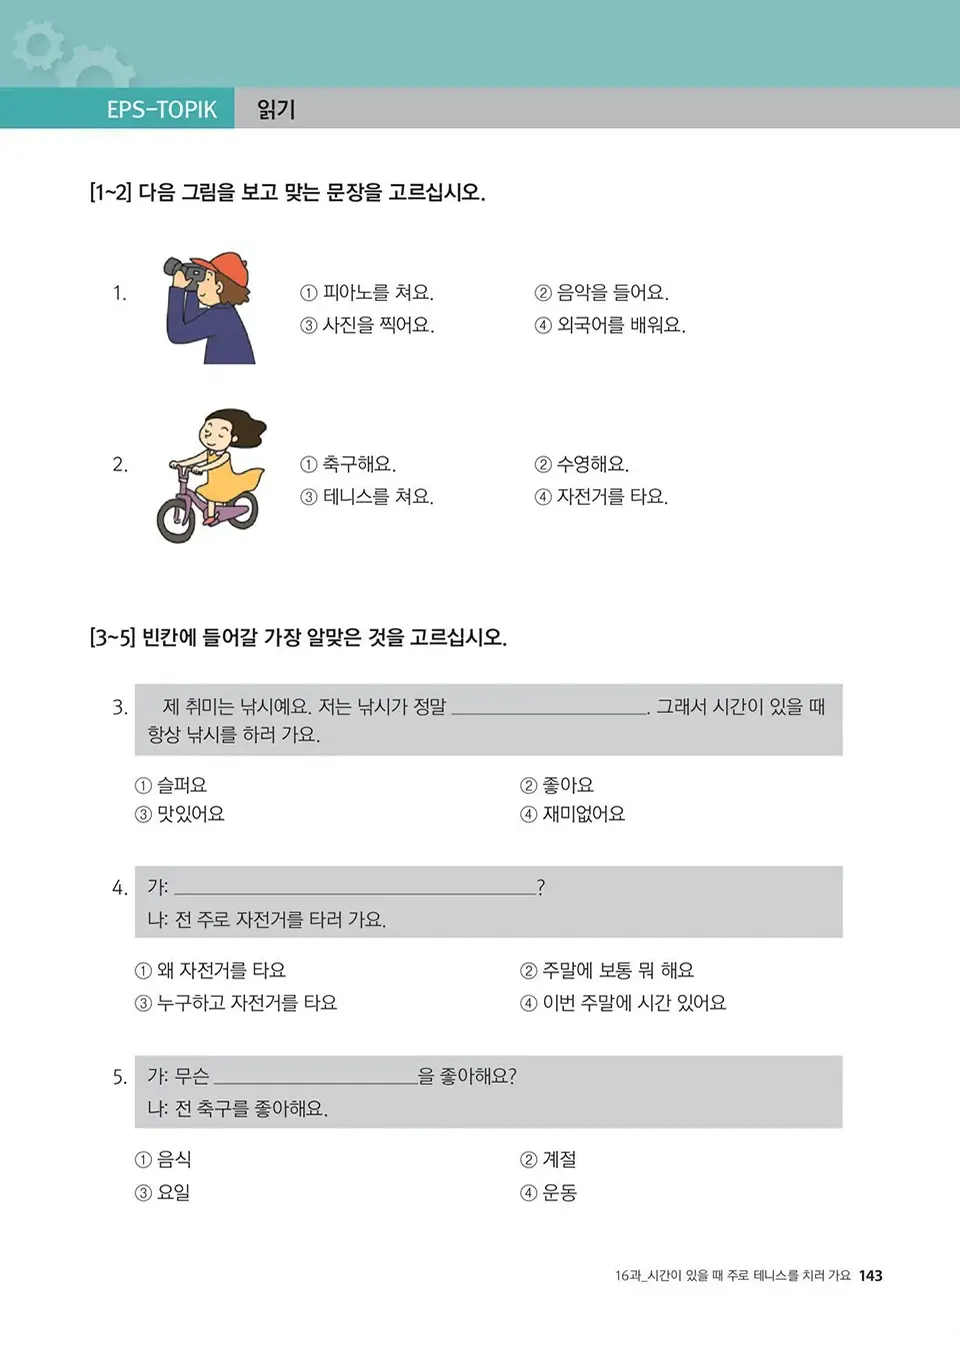 EPS-TOPIK 읽기
[1~2] 다음 그림을 보고 맞는 문장을 고르십시오.
1.
① 피아노를 쳐요. ② 음악을 들어요.
③ 사진을 찍어요. ④ 외국어를 배워요.
2.
① 축구해요. ② 수영해요.
③ 테니스를 쳐요. ④ 자전거를 타요.
[3~5] 빈칸에 들어갈 가장 알맞은 것을 고르십시오.
3. 제 취미는 낚시예요. 저는 낚시가 정말 ____________________. 그래서 시간이 있을 때
항상 낚시를 하러 가요.
① 슬퍼요 ② 좋아요
③ 맛있어요 ④ 재미없어요
4. 가: ____________________________________?
나: 전 주로 자전거를 타러 가요.
① 왜 자전거를 타요 ② 주말에 보통 뭐 해요
③ 누구하고 자전거를 타요 ④ 이번 주말에 시간 있어요
5. 가: 무슨 ____________________을 좋아해요?
나: 전 축구를 좋아해요.
① 음식 ② 계절
③ 요일 ④ 운동
16과_시간이 있을 때 주로 테니스를 치러 가요 143